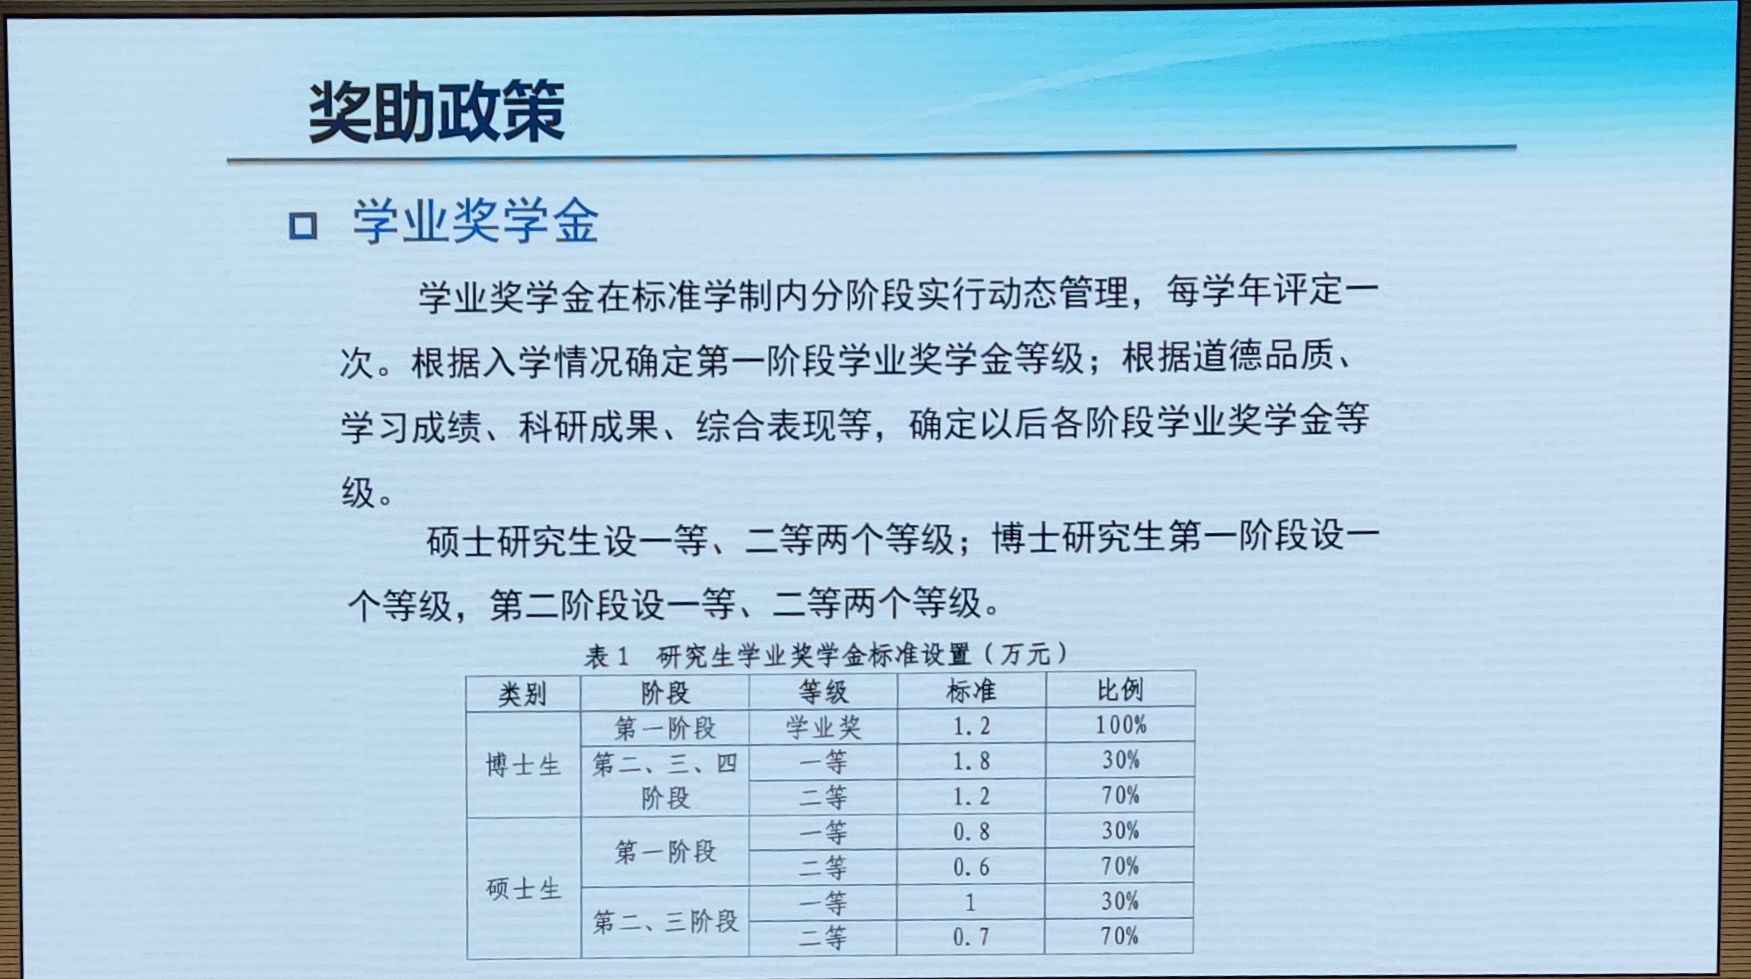 奖助政策
学业奖学金
学业奖学金在标准学制内分阶段实行动态管理，每学年评定一
次。根据入学情况确定第一阶段学业奖学金等级；根据道德品质、
学习成绩、科研成果、综合表现等，确定以后各阶段学业奖学金等
级。
硕士研究生设一等、二等两个等级；博士研究生第一阶段设一
个等级，第二阶段设一等、二等两个等级。
表1 研究生学业奖学金标准设置（万元）
类别 阶段 等级 标准 比例
博士生 第一阶段 学业奖 1.2 100%
第二、三、四
阶段
一等 1.8 30%
二等 1.2 70%
硕士生 第一阶段 一等 0.8 30%
二等 0.6 70%
第二、三阶段 一等 1 30%
二等 0.7 70%